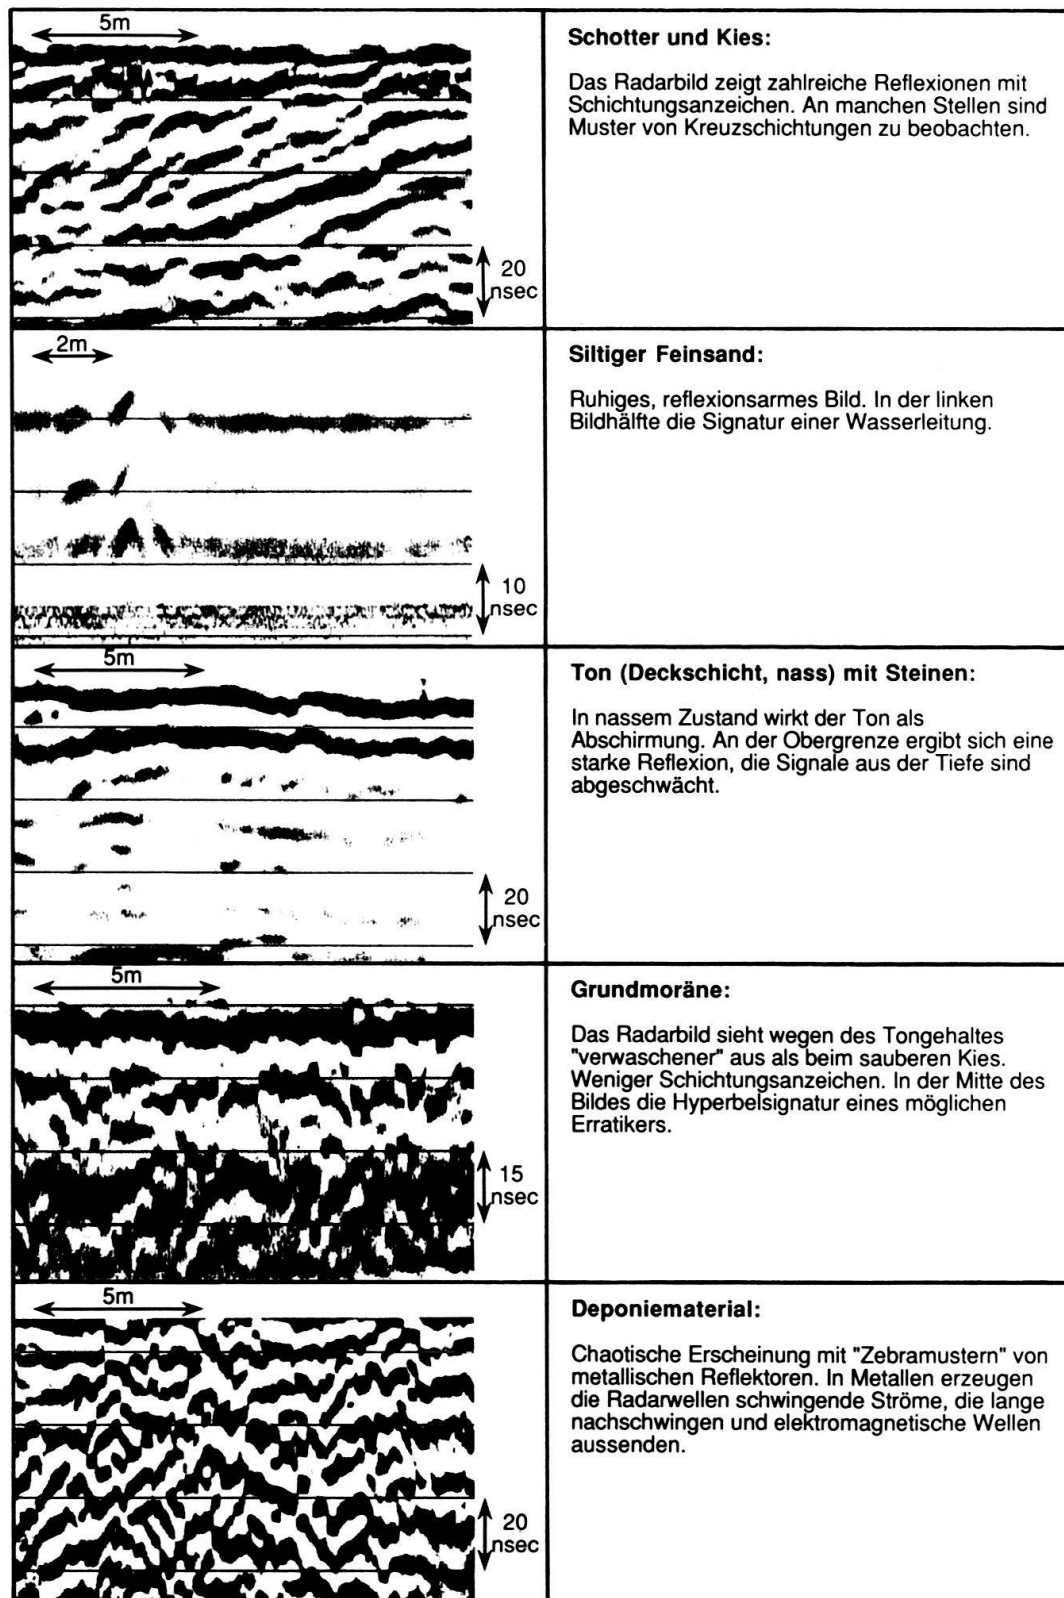 5m
20
nsec
Schotter und Kies:
Das Radarbild zeigt zahlreiche Reflexionen mit
Schichtungsanzeichen. An manchen Stellen sind
Muster von Kreuzschichtungen zu beobachten.
2m
10
nsec
Siltiger Feinsand:
Ruhiges, reflexionsarmes Bild. In der linken
Bildhälfte die Signatur einer Wasserleitung.
5m
20
nsec
Ton (Deckschicht, nass) mit Steinen:
In nassem Zustand wirkt der Ton als
Abschirmung. An der Obergrenze ergibt sich eine
starke Reflexion, die Signale aus der Tiefe sind
abgeschwächt.
5m
15
nsec
Grundmoräne:
Das Radarbild sieht wegen des Tongehaltes
"verwaschener" aus als beim sauberen Kies.
Weniger Schichtungsanzeichen. In der Mitte des
Bildes die Hyperbelsignatur eines möglichen
Erratikers.
5m
20
nsec
Deponiematerial:
Chaotische Erscheinung mit "Zebramustern" von
metallischen Reflektoren. In Metallen erzeugen
die Radarwellen schwingende Ströme, die lange
nachschwingen und elektromagnetische Wellen
aussenden.